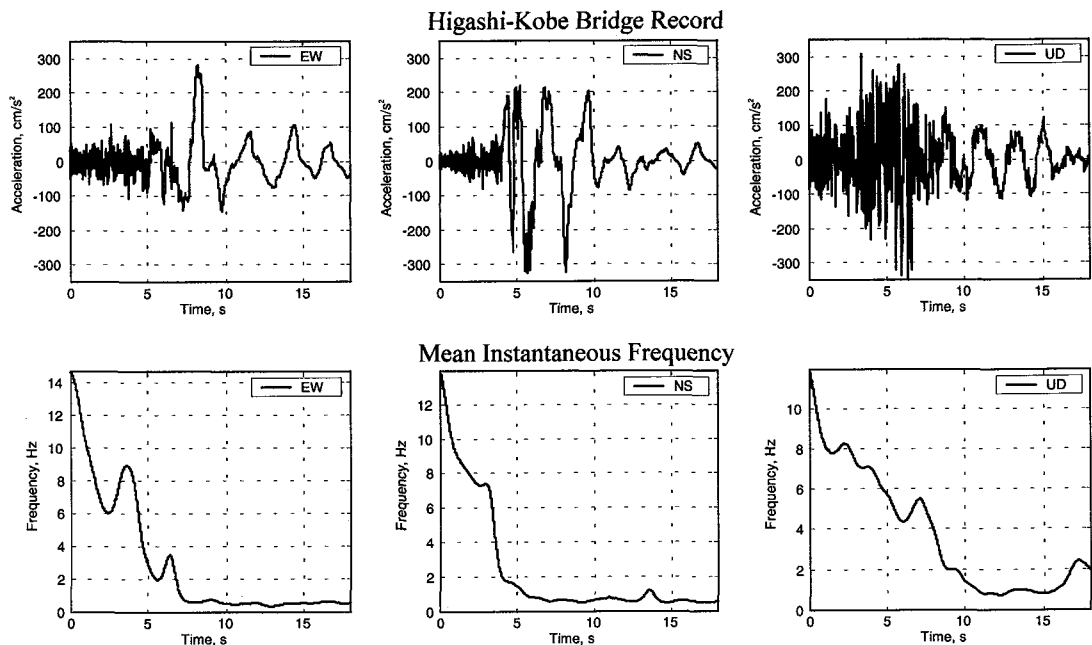 Higashi-Kobe Bridge Record
EW
Acceleration, cm/s²
300
200
100
0
-100
-200
-300
0 5 10 15
Time, s
NS
Acceleration, cm/s²
300
200
100
0
-100
-200
-300
0 5 10 15
Time, s
UD
Acceleration, cm/s²
300
200
100
0
-100
-200
-300
0 5 10 15
Time, s
Mean Instantaneous Frequency
EW
Frequency, Hz
14
12
10
8
6
4
2
0
0 5 10 15
Time, s
NS
Frequency, Hz
14
12
10
8
6
4
2
0
0 5 10 15
Time, s
UD
Frequency, Hz
10
8
6
4
2
0
0 5 10 15
Time, s